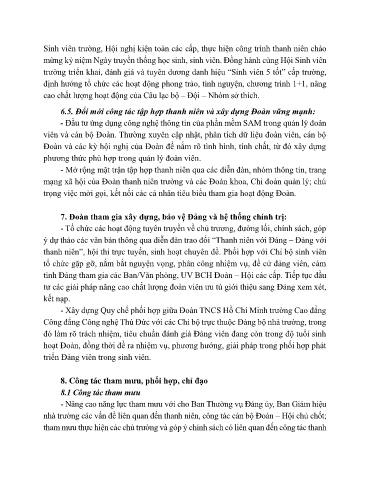 Sinh viên trường, Hội nghị kiện toàn các cấp, thực hiện công trình thanh niên chào
mừng kỷ niệm Ngày truyền thống học sinh, sinh viên. Đồng hành cùng Hội Sinh viên
trường triển khai, đánh giá và tuyên dương danh hiệu “Sinh viên 5 tốt” cấp trường,
định hướng tổ chức các hoạt động phong trào, tình nguyện, chương trình 1+1, nâng
cao chất lượng hoạt động của Câu lạc bộ – Đội – Nhóm sở thích.
6.5. Đổi mới công tác tập hợp thanh niên và xây dựng Đoàn vững mạnh:
- Đầu tư ứng dụng công nghệ thông tin của phần mềm SAM trong quản lý đoàn
viên và cán bộ Đoàn. Thường xuyên cập nhật, phân tích dữ liệu đoàn viên, cán bộ
Đoàn và các kỳ hội nghị của Đoàn để nắm rõ tình hình, tính chất, từ đó xây dựng
phương thức phù hợp trong quản lý đoàn viên.
- Mở rộng mặt trận tập hợp thanh niên qua các diễn đàn, nhóm thông tin, trang
mạng xã hội của Đoàn thanh niên trường và các Đoàn khoa, Chi đoàn quản lý; chú
trọng việc mời gọi, kết nối các cá nhân tiêu biểu tham gia hoạt động Đoàn.
7. Đoàn tham gia xây dựng, bảo vệ Đảng và hệ thống chính trị:
- Tổ chức các hoạt động tuyên truyền về chủ trương, đường lối, chính sách, góp
ý dự thảo các văn bản thông qua diễn đàn trao đổi “Thanh niên với Đảng – Đảng với
thanh niên”, hội thi trực tuyến, sinh hoạt chuyên đề. Phối hợp với Chi bộ sinh viên
tổ chức gặp gỡ, nắm bắt nguyện vọng, phân công nhiệm vụ, đề cử đảng viên, cảm
tình Đảng tham gia các Ban/Văn phòng, UV BCH Đoàn – Hội các cấp. Tiếp tục đầu
tư các giải pháp nâng cao chất lượng đoàn viên ưu tú giới thiệu sang Đảng xem xét,
kết nạp.
- Xây dựng Quy chế phối hợp giữa Đoàn TNCS Hồ Chí Minh trường Cao đẳng
Công đẳng Công nghệ Thủ Đức với các Chi bộ trực thuộc Đảng bộ nhà trường, trong
đó làm rõ trách nhiệm, tiêu chuẩn đánh giá Đảng viên đang còn trong độ tuổi sinh
hoạt Đoàn, đồng thời đề ra nhiệm vụ, phương hướng, giải pháp trong phối hợp phát
triển Đảng viên trong sinh viên.
8. Công tác tham mưu, phối hợp, chỉ đạo
8.1 Công tác tham mưu
- Nâng cao năng lực tham mưu với cho Ban Thường vụ Đảng ủy, Ban Giám hiệu
nhà trường các vấn đề liên quan đến thanh niên, công tác cán bộ Đoàn – Hội chủ chốt;
tham mưu thực hiện các chủ trương và góp ý chính sách có liên quan đến công tác thanh